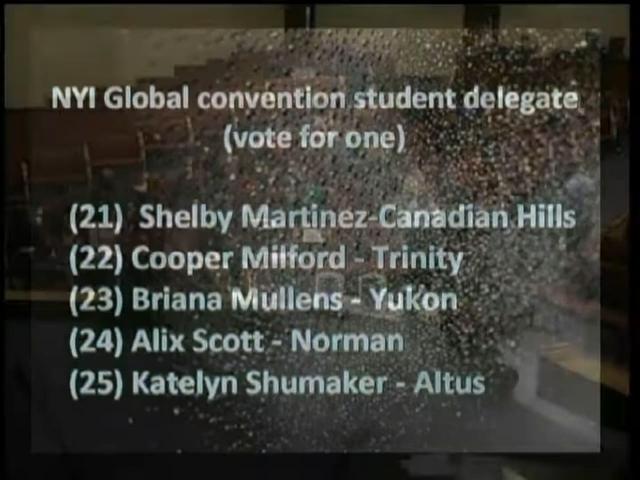 NYI Global convention student delegate
(vote for one)
(21) Shelby Martinez-Canadian Hills
(22) Cooper Milford - Trinity
(23) Briana Mullens - Yukon
(24) Alix Scott - Norman
(25) Katelyn Shumaker - Altus